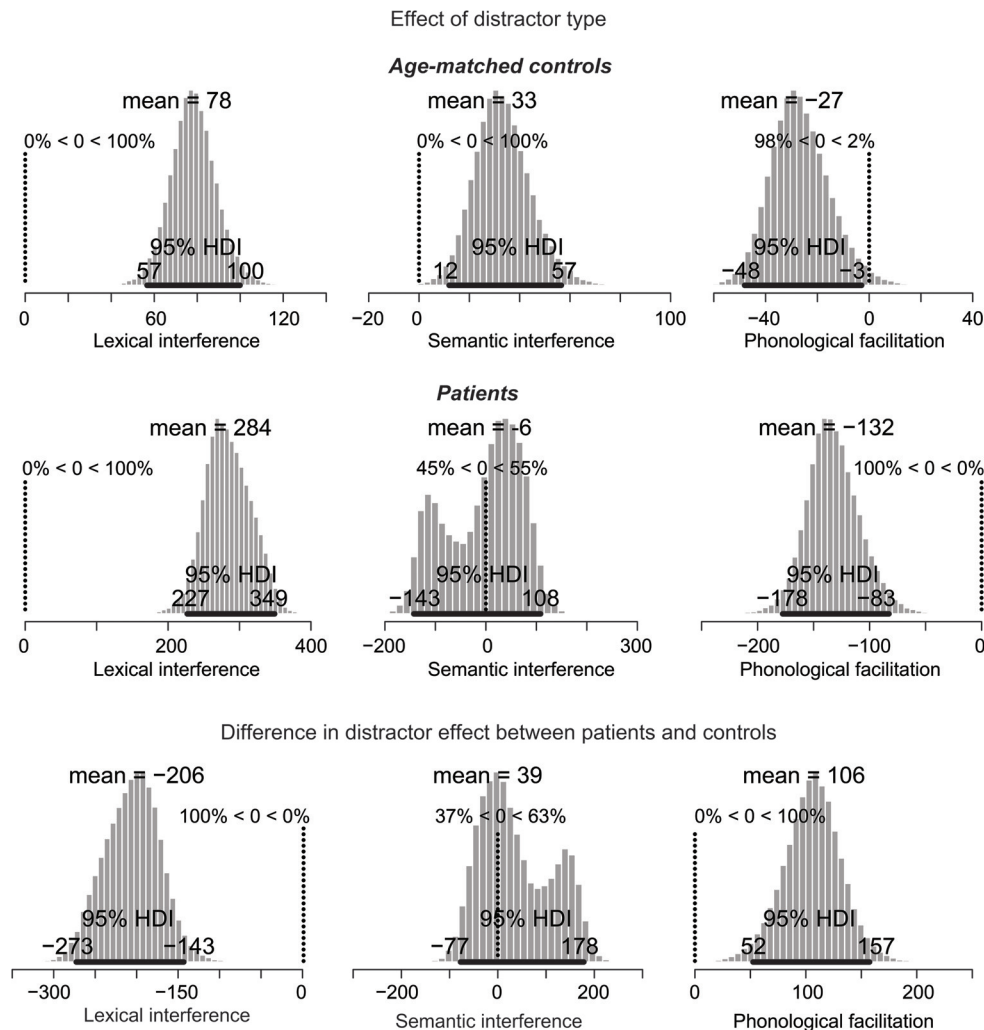 Effect of distractor type
Age-matched controls
mean = 78 mean = 33 mean = −27
0% < 0 < 100% 0% < 0 < 100% 98% < 0 < 2%
95% HDI 95% HDI 95% HDI
57 100 12 57 −48 −3
0 60 120 −20 0 100 −40 0 40
Lexical interference Semantic interference Phonological facilitation
Patients
mean = 284 mean = -6 mean = −132
0% < 0 < 100% 45% < 0 < 55% 100% < 0 < 0%
95% HDI 95% HDI 95% HDI
227 349 −143 108 −178 −83
0 200 400 −200 0 300 −200 −100 0
Lexical interference Semantic interference Phonological facilitation
Difference in distractor effect between patients and controls
mean = −206 mean = 39 mean = 106
100% < 0 < 0% 37% < 0 < 63% 0% < 0 < 100%
95% HDI 95% HDI 95% HDI
−273 −143 −77 178 52 157
−300 −150 0 −200 0 200 0 100 200
Lexical interference Semantic interference Phonological facilitation